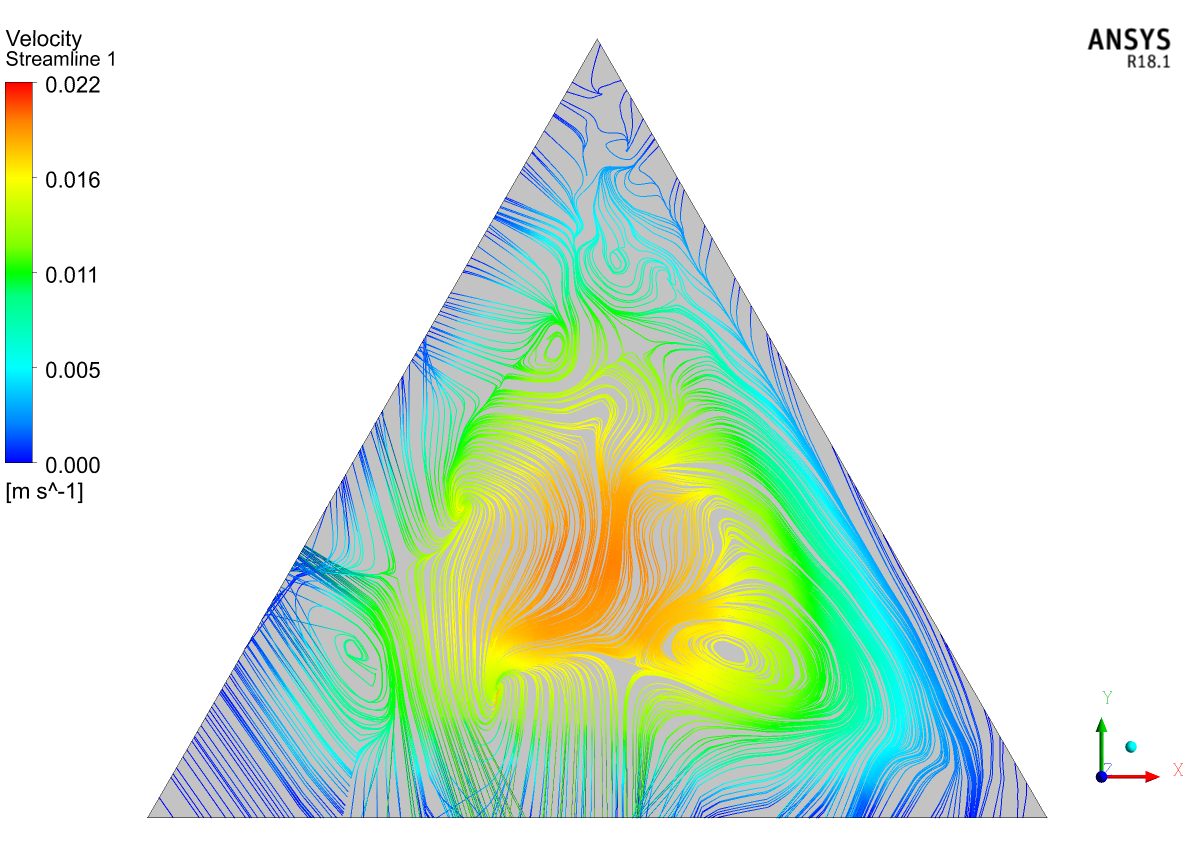 Velocity
Streamline 1
0.022
0.016
0.011
0.005
0.000
[m s^-1]
ANSYS
R18.1
Y
Z
X